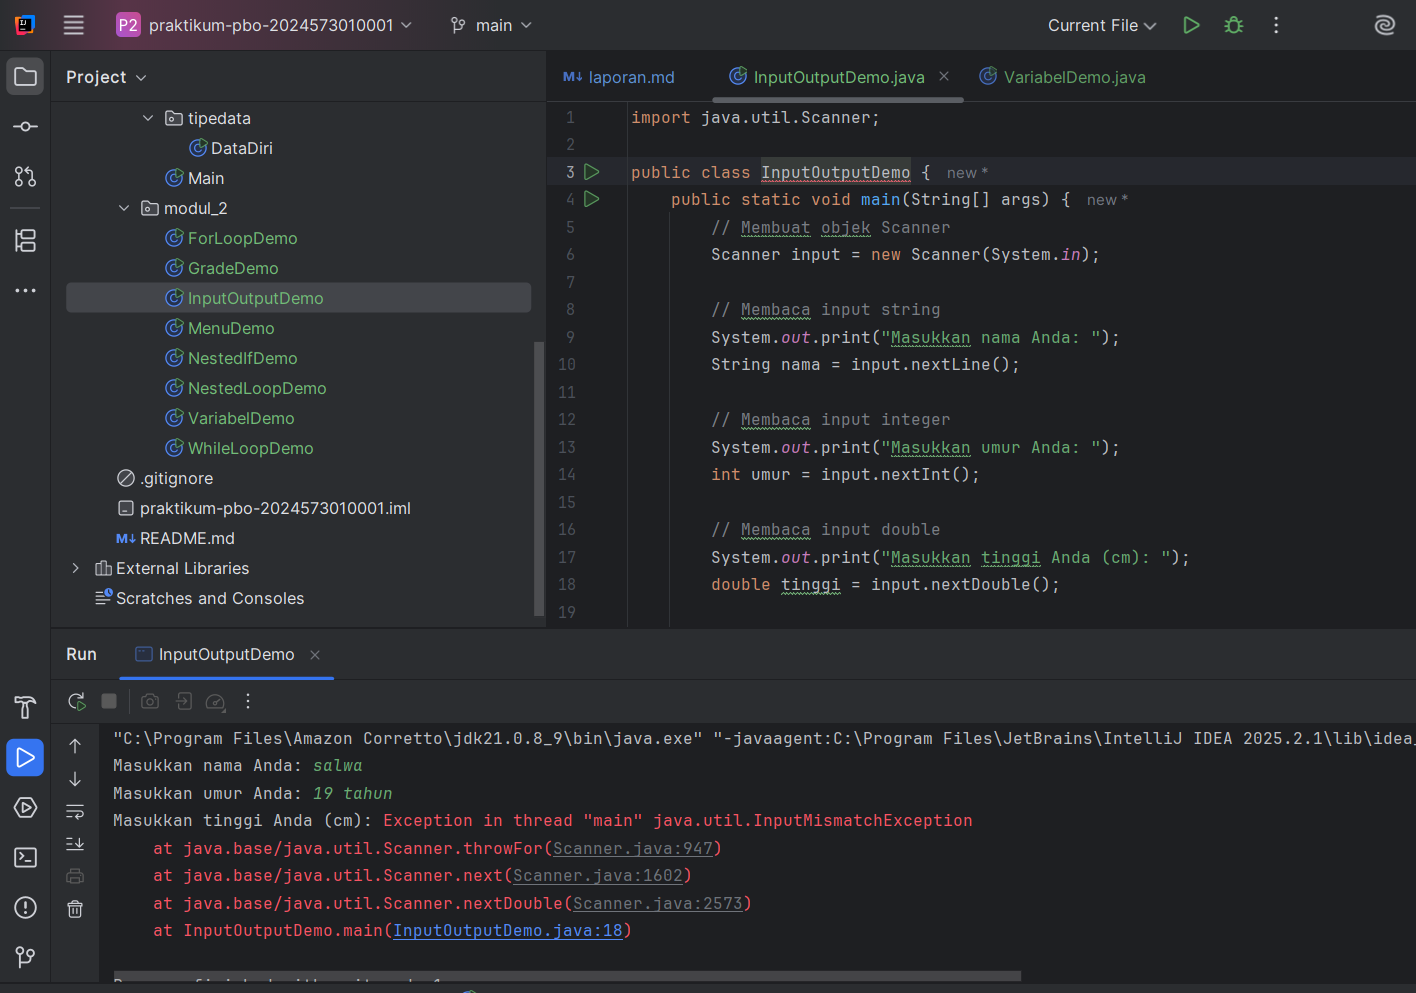 P2 praktikum-pbo-2024573010001 main Current File
Project
tipedata
DataDiri
Main
modul_2
ForLoopDemo
GradeDemo
InputOutputDemo
MenuDemo
NestedIfDemo
NestedLoopDemo
VariabelDemo
WhileLoopDemo
.gitignore
praktikum-pbo-2024573010001.iml
M↓ README.md
External Libraries
Scratches and Consoles
M↓ laporan.md InputOutputDemo.java VariabelDemo.java
1 import java.util.Scanner;
2
3 public class InputOutputDemo { new *
4 public static void main(String[] args) { new *
5 // Membuat objek Scanner
6 Scanner input = new Scanner(System.in);
7
8 // Membaca input string
9 System.out.print("Masukkan nama Anda: ");
10 String nama = input.nextLine();
11
12 // Membaca input integer
13 System.out.print("Masukkan umur Anda: ");
14 int umur = input.nextInt();
15
16 // Membaca input double
17 System.out.print("Masukkan tinggi Anda (cm): ");
18 double tinggi = input.nextDouble();
19
Run InputOutputDemo
"C:\Program Files\Amazon Corretto\jdk21.0.8_9\bin\java.exe" "-javaagent:C:\Program Files\JetBrains\IntelliJ IDEA 2025.2.1\lib\idea_
Masukkan nama Anda: salwa
Masukkan umur Anda: 19 tahun
Masukkan tinggi Anda (cm): Exception in thread "main" java.util.InputMismatchException
at java.base/java.util.Scanner.throwFor(Scanner.java:947)
at java.base/java.util.Scanner.next(Scanner.java:1602)
at java.base/java.util.Scanner.nextDouble(Scanner.java:2573)
at InputOutputDemo.main(InputOutputDemo.java:18)